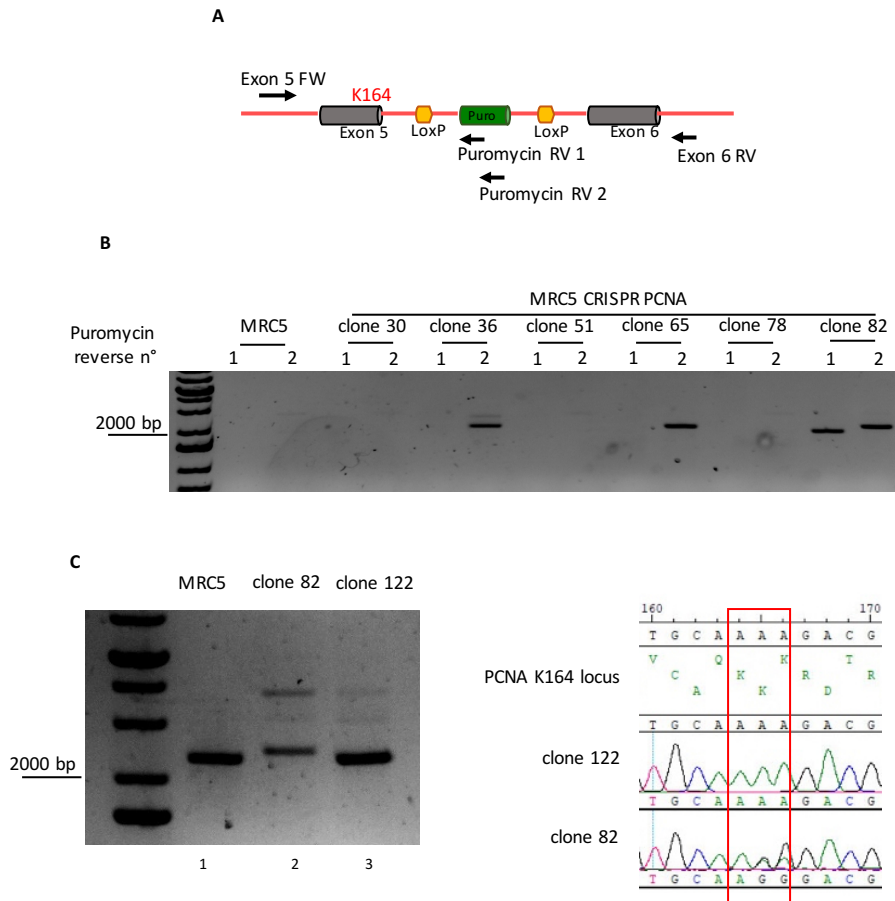 A
Exon 5 FW
K164
Puro
Exon 5
LoxP
LoxP
Exon 6
Puromycin RV 1
Exon 6 RV
Puromycin RV 2
B
MRC5 CRISPR PCNA
Puromycin reverse n°
MRC5
clone 30
clone 36
clone 51
clone 65
clone 78
clone 82
1 2 1 2 1 2 1 2 1 2 1 2 1 2
2000 bp
C
MRC5 clone 82 clone 122
2000 bp
1 2 3
160 170
T G C A A A A G A C G
V Q K T
PCNA K164 locus
C K R R
A K D
T G C A A A A G A C G
clone 122
T G C A A A A G A C G
clone 82
T G C A A G G G A C G